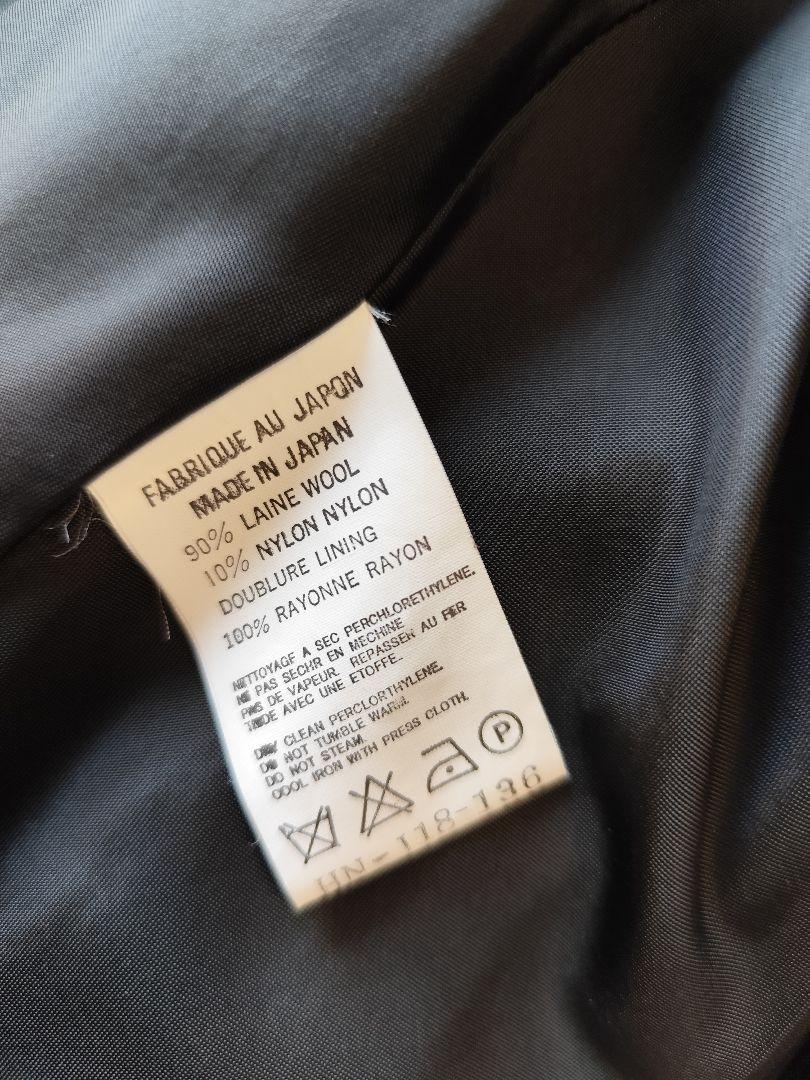 FABRIQUE AU JAPON
MADE IN JAPAN
90% LAINE WOOL
10% NYLON NYLON
DOUBLURE LINING
100% RAYONNE RAYON
NETTOYAGE A SEC PERCHLORETHYLENE.
NE PAS SECHR EN MECHINE
PAS DE VAPEUR. REPASSER AU FER
TRIDE AVEC UNE ETOFFE.
DRY CLEAN PERCLORTHYLENE.
DO NOT TUMBLE WARM.
DO NOT STEAM.
COOL IRON WITH PRESS CLOTH.
P
HN-118-136